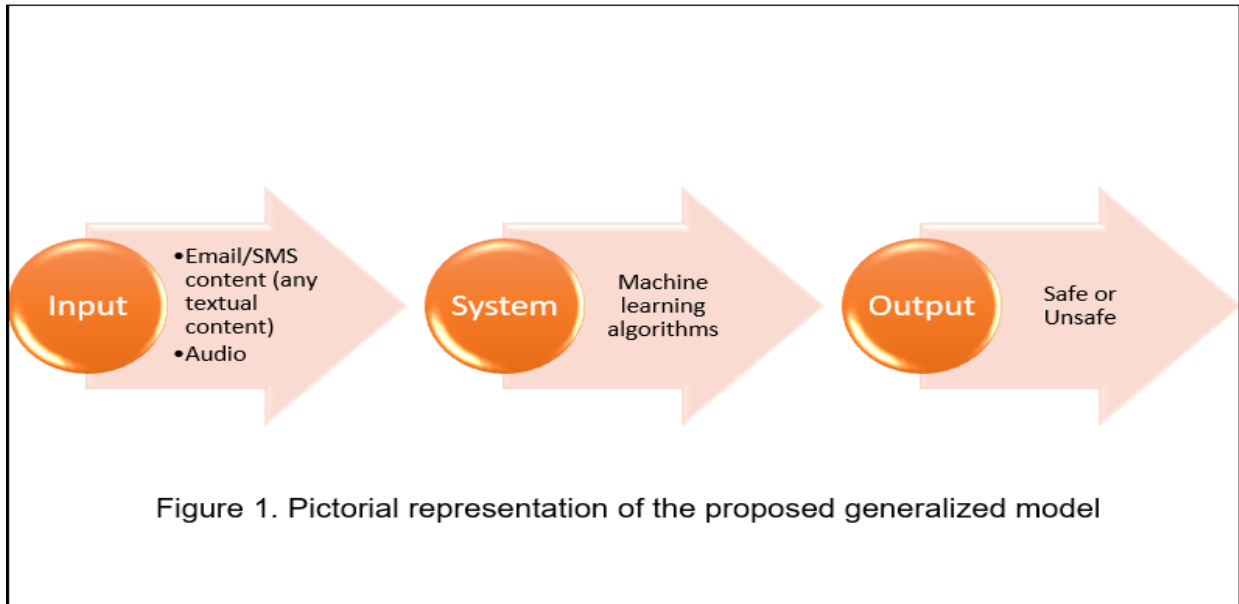 Input
•Email/SMS
content (any
textual
content)
•Audio
System
Machine
learning
algorithms
Output
Safe or
Unsafe
Figure 1. Pictorial representation of the proposed generalized model